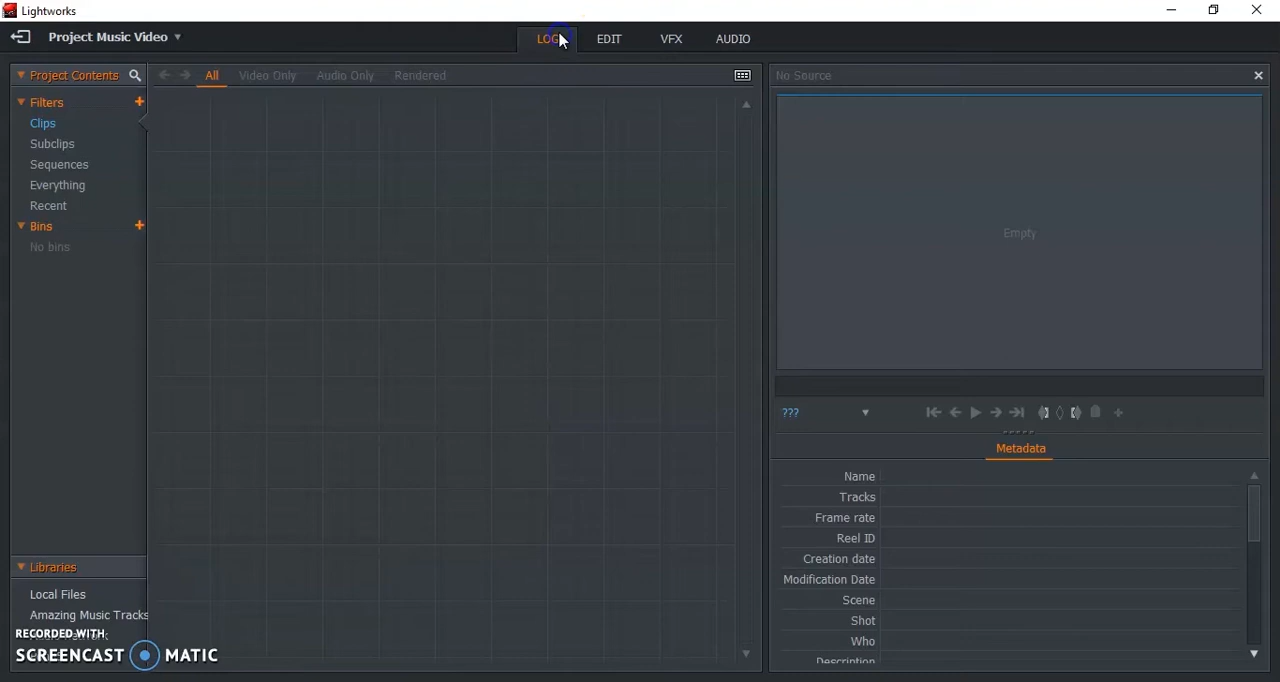 Lightworks
Project Music Video
LOG EDIT VFX AUDIO
Project Contents
All Video Only Audio Only Rendered
No Source
Filters
Clips
Subclips
Sequences
Everything
Recent
Bins
No bins
Empty
???
Metadata
Name
Tracks
Frame rate
Reel ID
Creation date
Modification Date
Scene
Shot
Who
Description
Libraries
Local Files
Amazing Music Tracks
RECORDED WITH
SCREENCAST MATIC